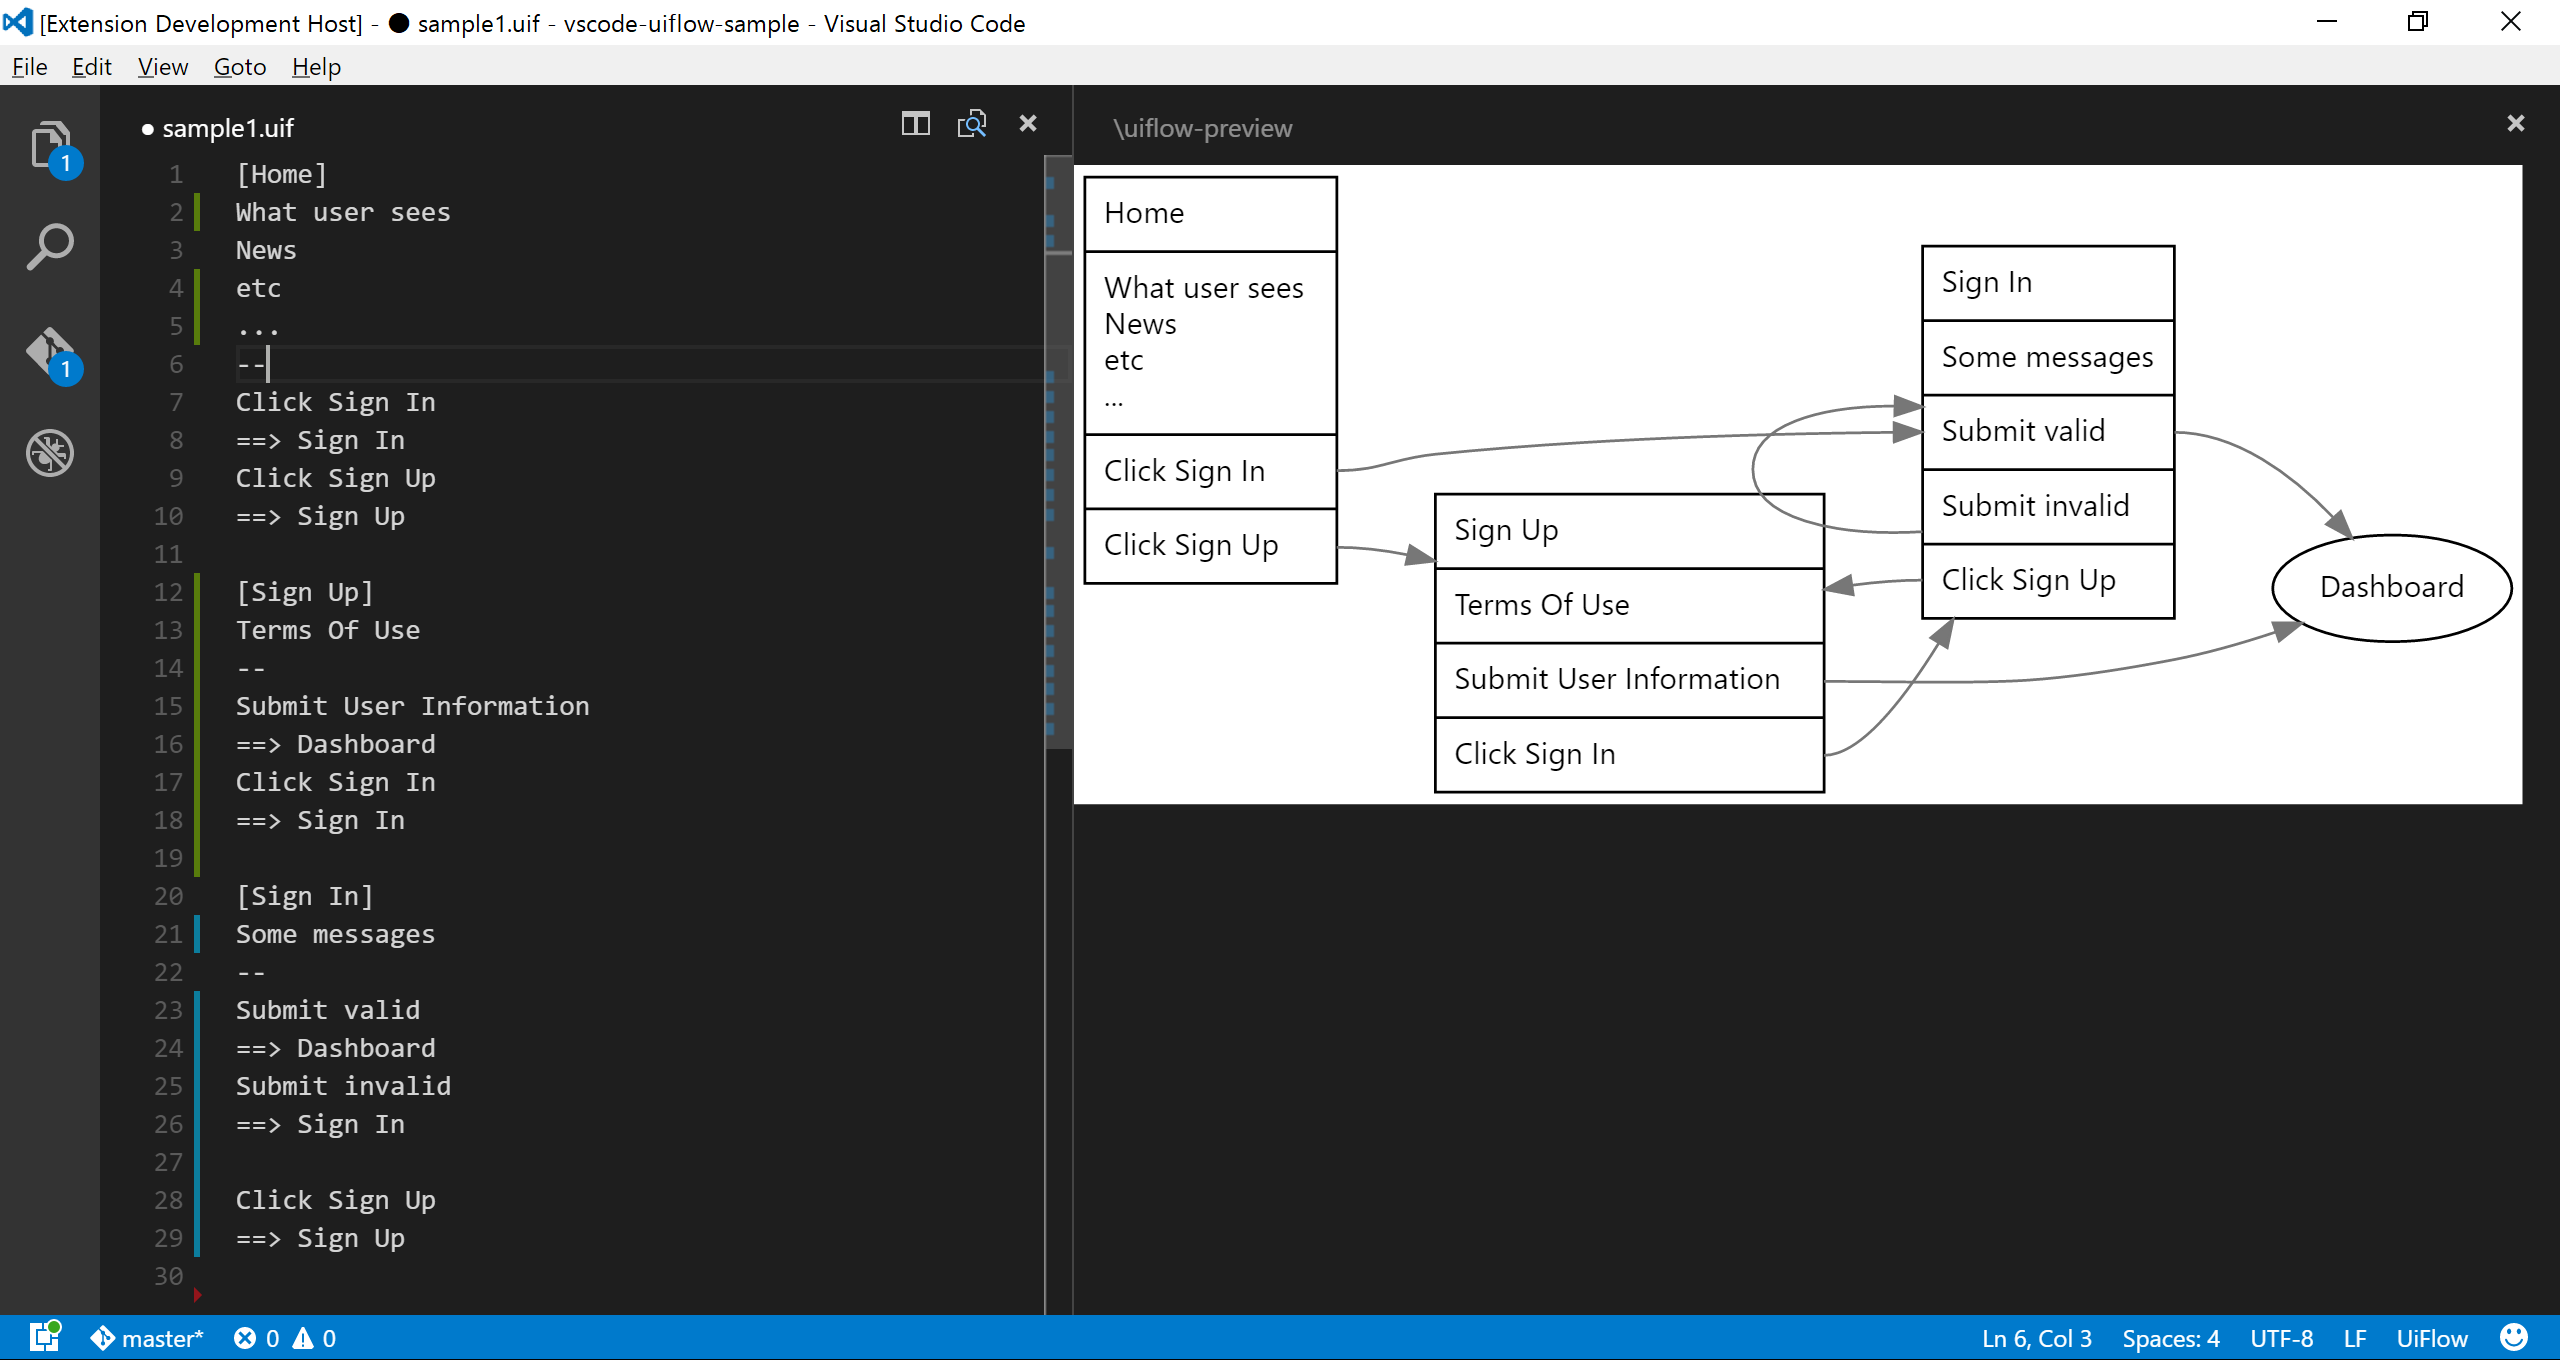 [Extension Development Host] - ● sample1.uif - vscode-uiflow-sample - Visual Studio Code
File Edit View Goto Help
● sample1.uif
1 [Home]
2 What user sees
3 News
4 etc
5 ...
6 --
7 Click Sign In
8 ==> Sign In
9 Click Sign Up
10 ==> Sign Up
11
12 [Sign Up]
13 Terms Of Use
14 --
15 Submit User Information
16 ==> Dashboard
17 Click Sign In
18 ==> Sign In
19
20 [Sign In]
21 Some messages
22 --
23 Submit valid
24 ==> Dashboard
25 Submit invalid
26 ==> Sign In
27
28 Click Sign Up
29 ==> Sign Up
30
1
1
\uiflow-preview
Home
What user sees
News
etc
...
Click Sign In
Click Sign Up
Sign Up
Terms Of Use
Submit User Information
Click Sign In
Sign In
Some messages
Submit valid
Submit invalid
Click Sign Up
Dashboard
master* 0 0 Ln 6, Col 3 Spaces: 4 UTF-8 LF UiFlow